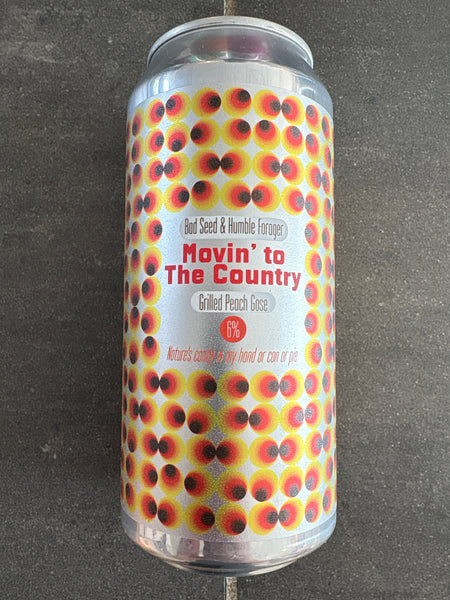 Bad Seed & Humble Forager
Movin' to
The Country
Grilled Peach Gose
6%
Nature's candy in my hand or can or pie